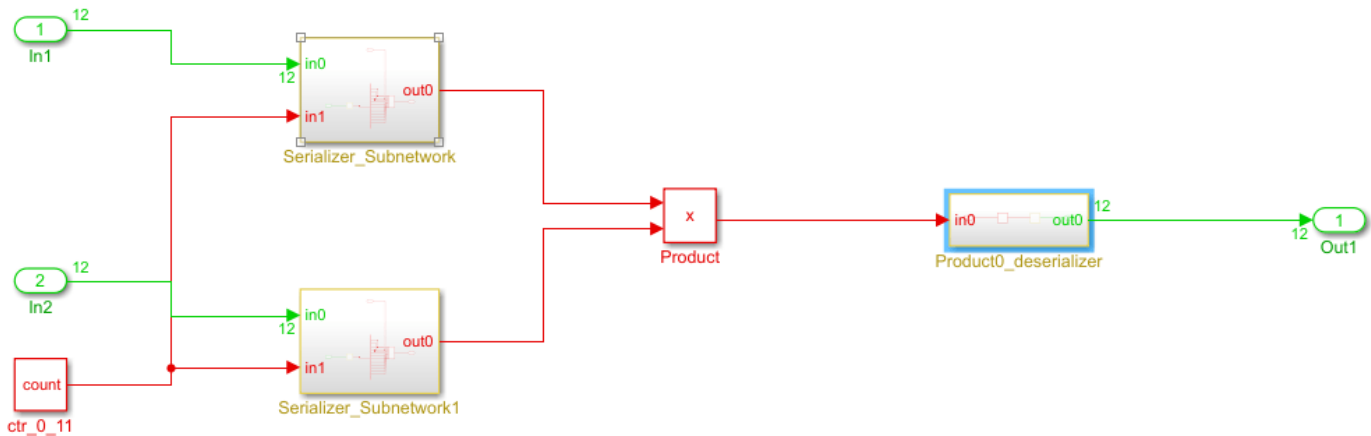 12
1
In1
in0
12
in1
out0
Serializer_Subnetwork
x
Product
in0
out0
12
Product0_deserializer
1
12
Out1
12
2
In2
in0
12
in1
out0
Serializer_Subnetwork1
count
ctr_0_11